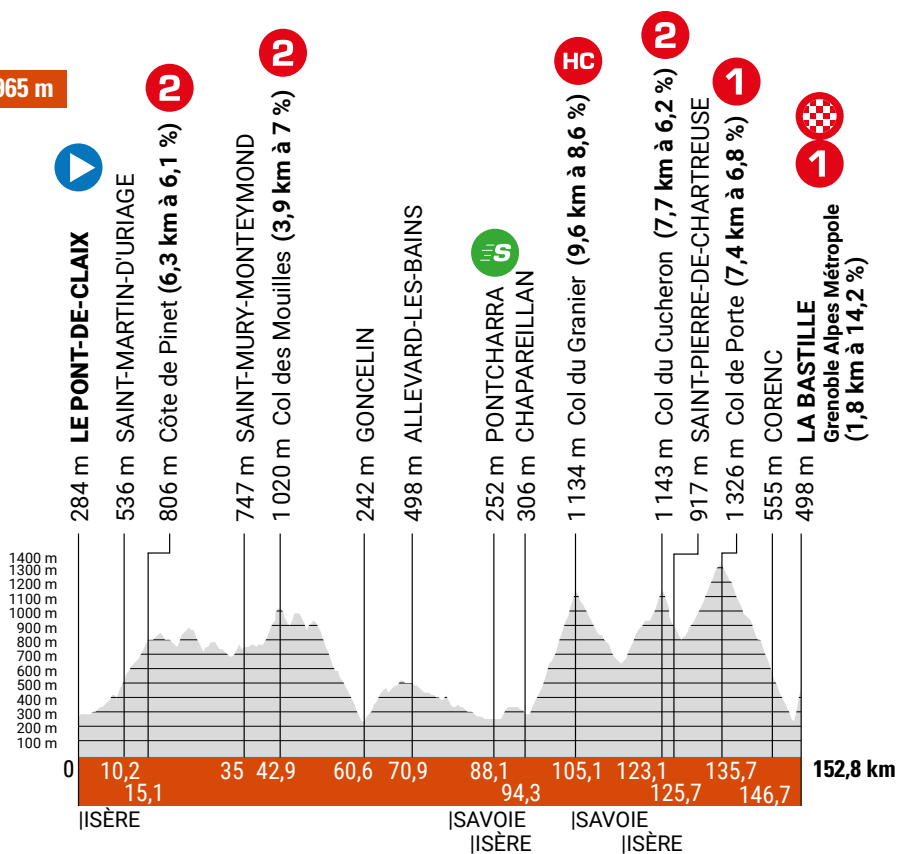 965 m
284 m LE PONT-DE-CLAIX
536 m SAINT-MARTIN-D'URIAGE
806 m Côte de Pinet (6,3 km à 6,1 %) 2
747 m SAINT-MURY-MONTEYMOND
1 020 m Col des Mouilles (3,9 km à 7 %) 2
242 m GONCELIN
498 m ALLEVARD-LES-BAINS
252 m PONTCHARRA S
306 m CHAPAREILLAN
1 134 m Col du Granier (9,6 km à 8,6 %) HC
1 143 m Col du Cucheron (7,7 km à 6,2 %) 2
917 m SAINT-PIERRE-DE-CHARTREUSE
1 326 m Col de Porte (7,4 km à 6,8 %) 1
555 m CORENC
498 m LA BASTILLE 1
Grenoble Alpes Métropole
(1,8 km à 14,2 %)
1400 m
1300 m
1200 m
1100 m
1000 m
900 m
800 m
700 m
600 m
500 m
400 m
300 m
200 m
100 m
0 10,2 35 42,9 60,6 70,9 88,1 105,1 123,1 135,7 152,8 km
15,1 94,3 125,7 146,7
|ISÈRE |SAVOIE |SAVOIE
|ISÈRE |ISÈRE